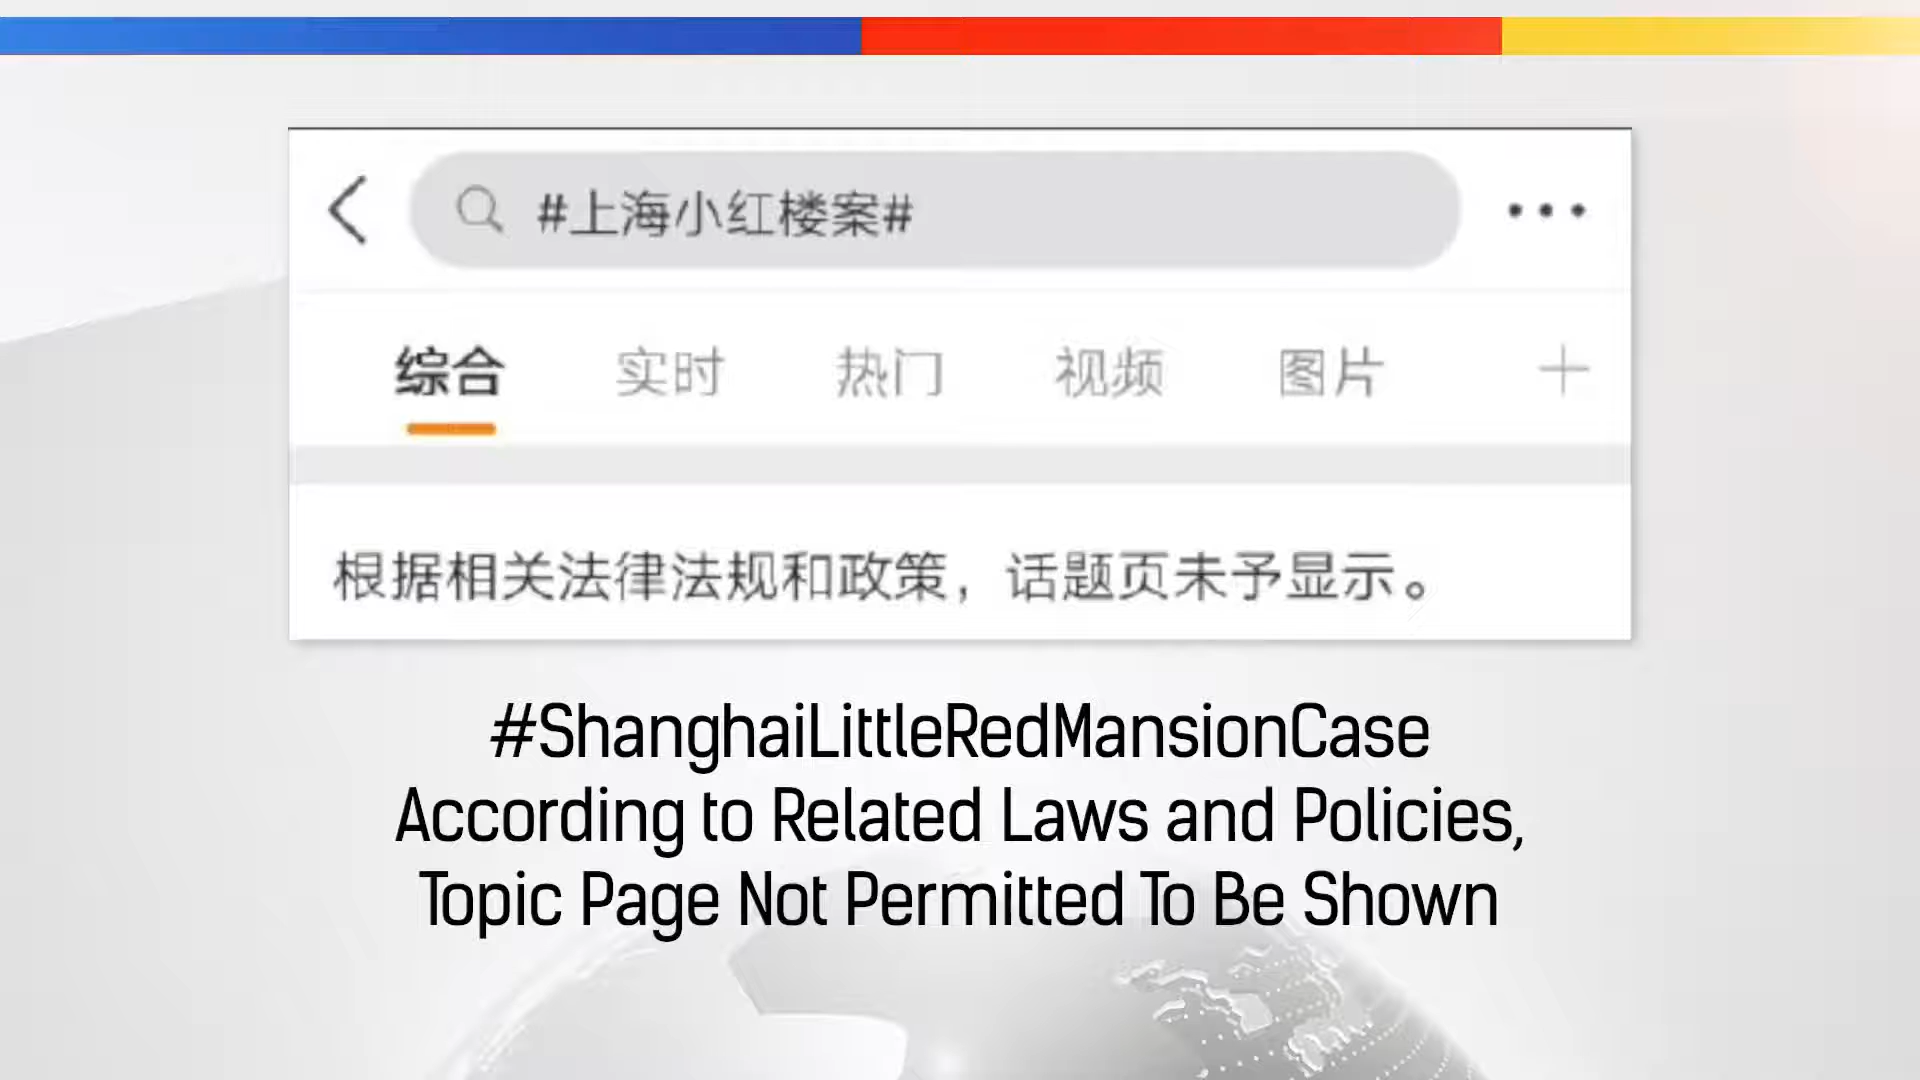 #上海小红楼案#
综合 实时 热门 视频 图片
根据相关法律法规和政策，话题页未予显示。
#ShanghaiLittleRedMansionCase
According to Related Laws and Policies,
Topic Page Not Permitted To Be Shown